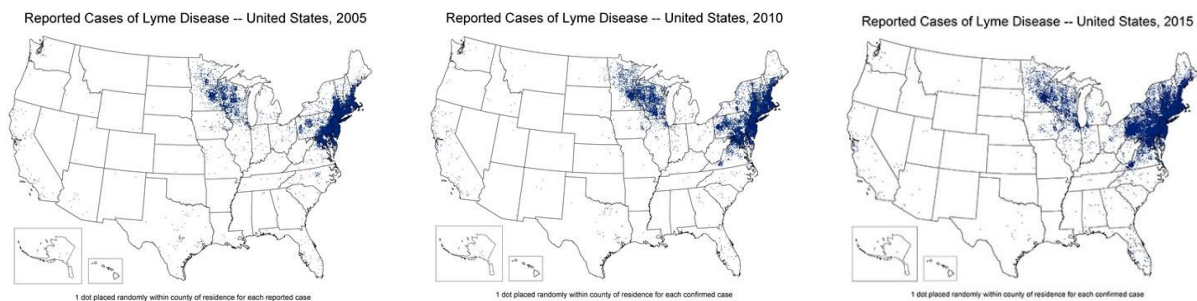 Reported Cases of Lyme Disease -- United States, 2005
Reported Cases of Lyme Disease -- United States, 2010
Reported Cases of Lyme Disease -- United States, 2015
1 dot placed randomly within county of residence for each reported case
1 dot placed randomly within county of residence for each confirmed case
1 dot placed randomly within county of residence for each confirmed case